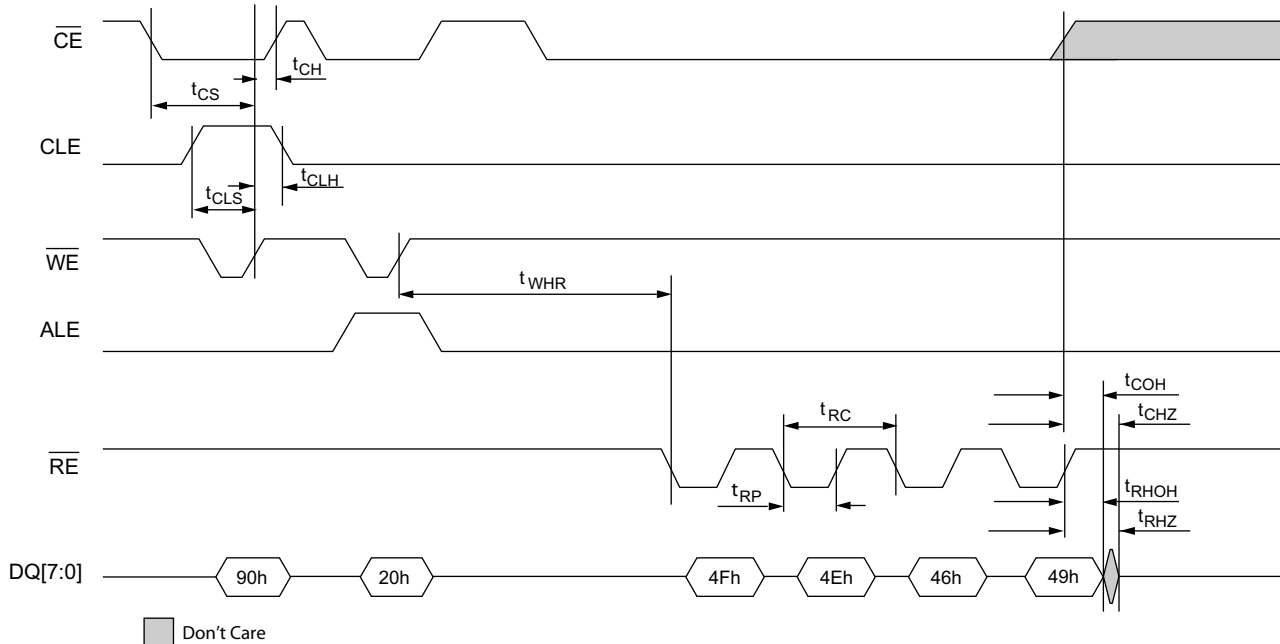 CE
tCH
tCS
CLE
tCLH
tCLS
WE
tWHR
ALE
tCOH
tRC
tCHZ
RE
tRP
tRHOH
tRHZ
DQ[7:0]
90h
20h
4Fh
4Eh
46h
49h
Don't Care